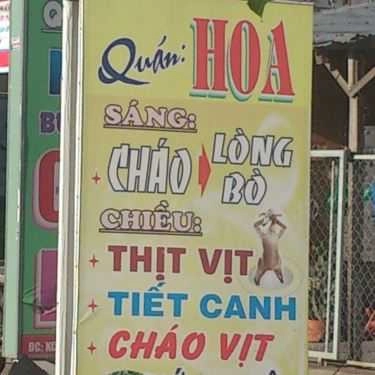 Quán: HOA
SÁNG:
CHÁO LÒNG BÒ
CHIỀU:
THỊT VỊT
TIẾT CANH
CHÁO VỊT